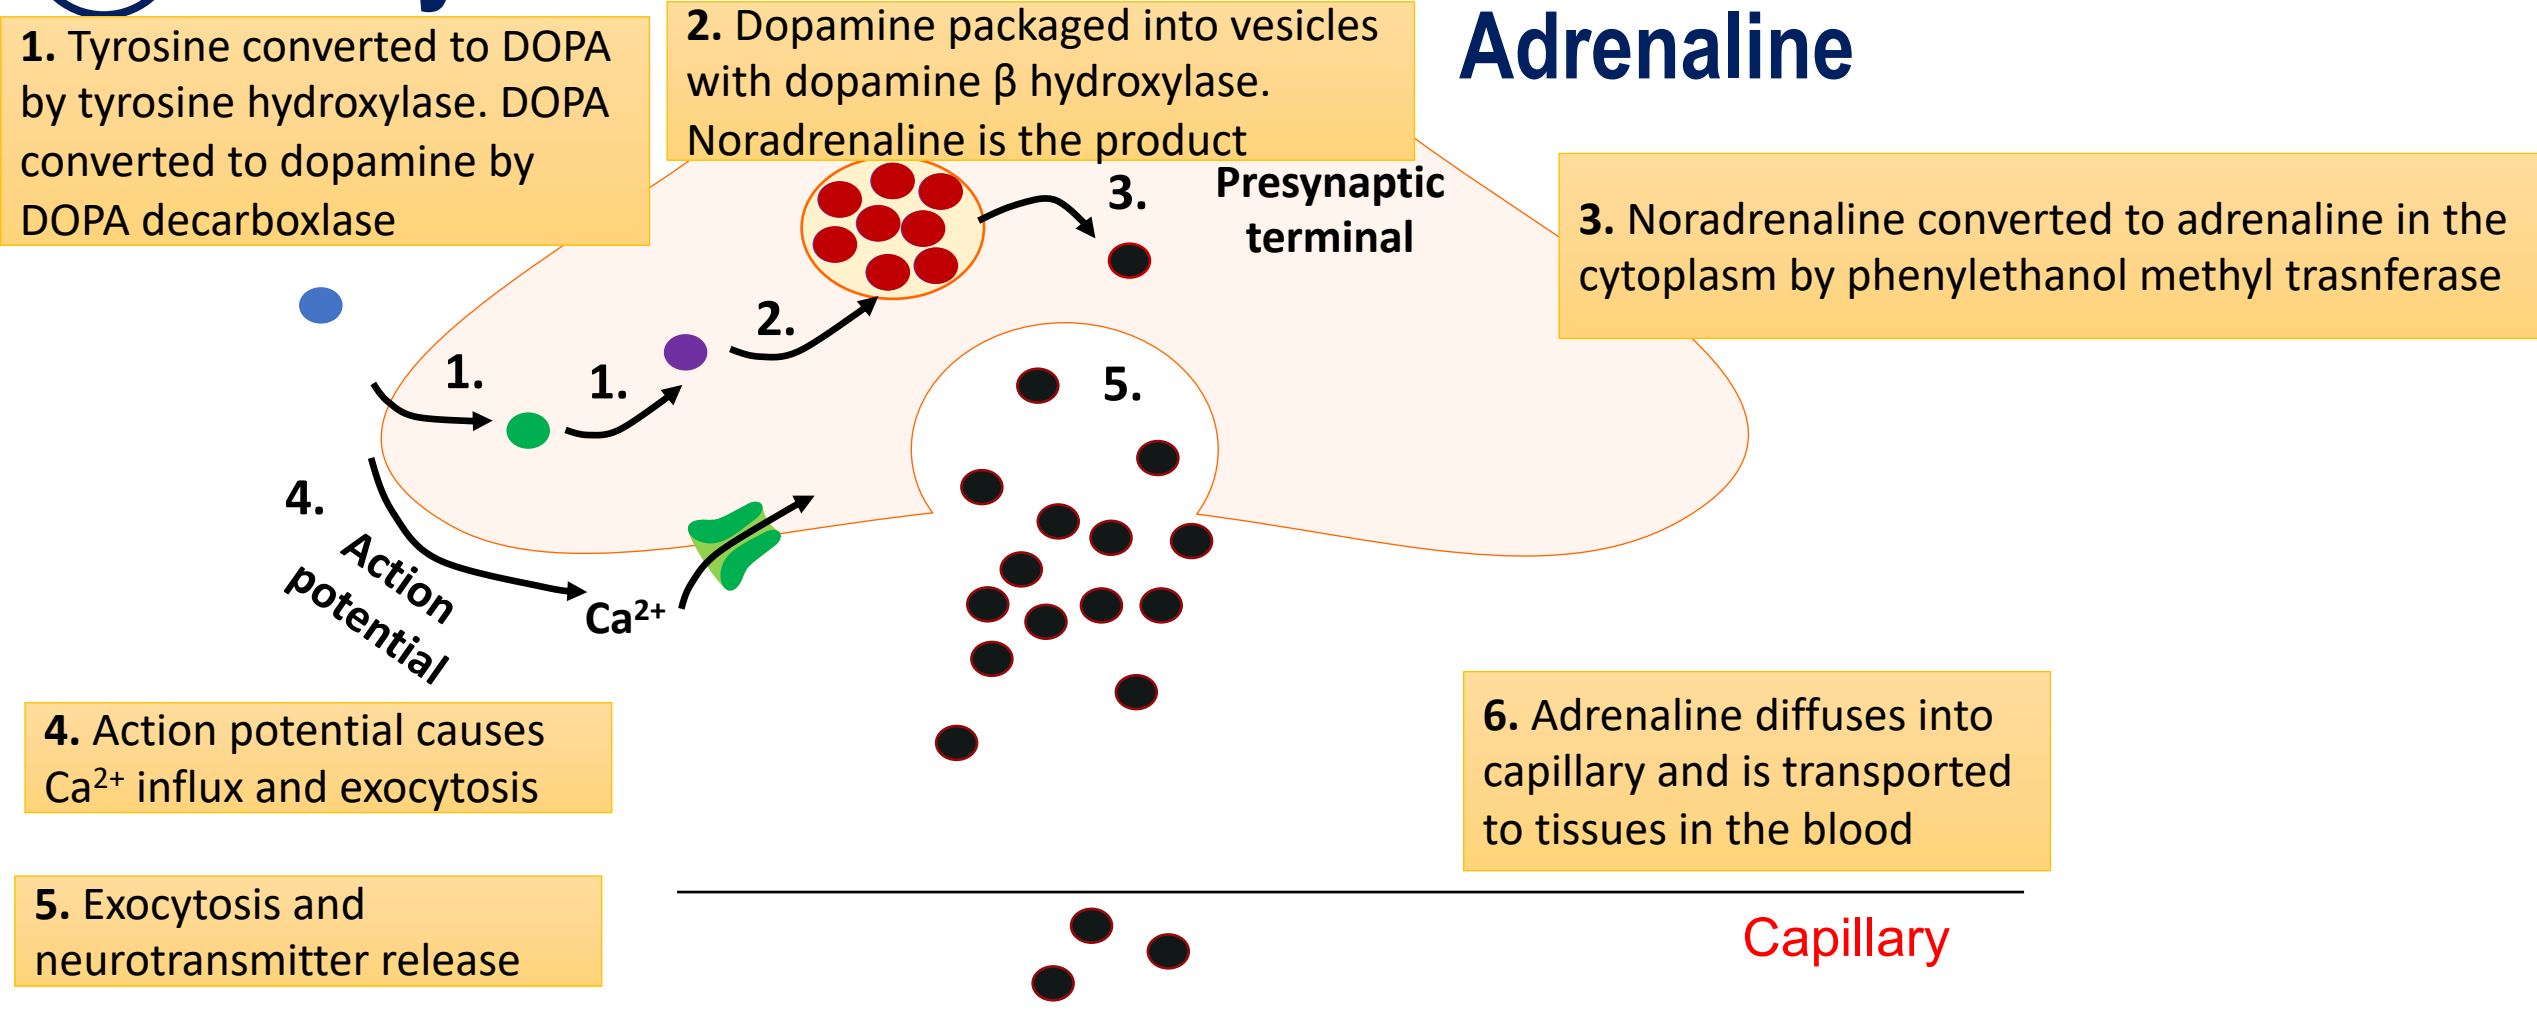 Adrenaline
1. Tyrosine converted to DOPA
by tyrosine hydroxylase. DOPA
converted to dopamine by
DOPA decarboxlase
2. Dopamine packaged into vesicles
with dopamine β hydroxylase.
Noradrenaline is the product
3. Noradrenaline converted to adrenaline in the
cytoplasm by phenylethanol methyl trasnferase
Presynaptic
terminal
3.
2.
1.
1.
5.
4.
Action
potential
Ca²⁺
4. Action potential causes
Ca²⁺ influx and exocytosis
5. Exocytosis and
neurotransmitter release
6. Adrenaline diffuses into
capillary and is transported
to tissues in the blood
Capillary